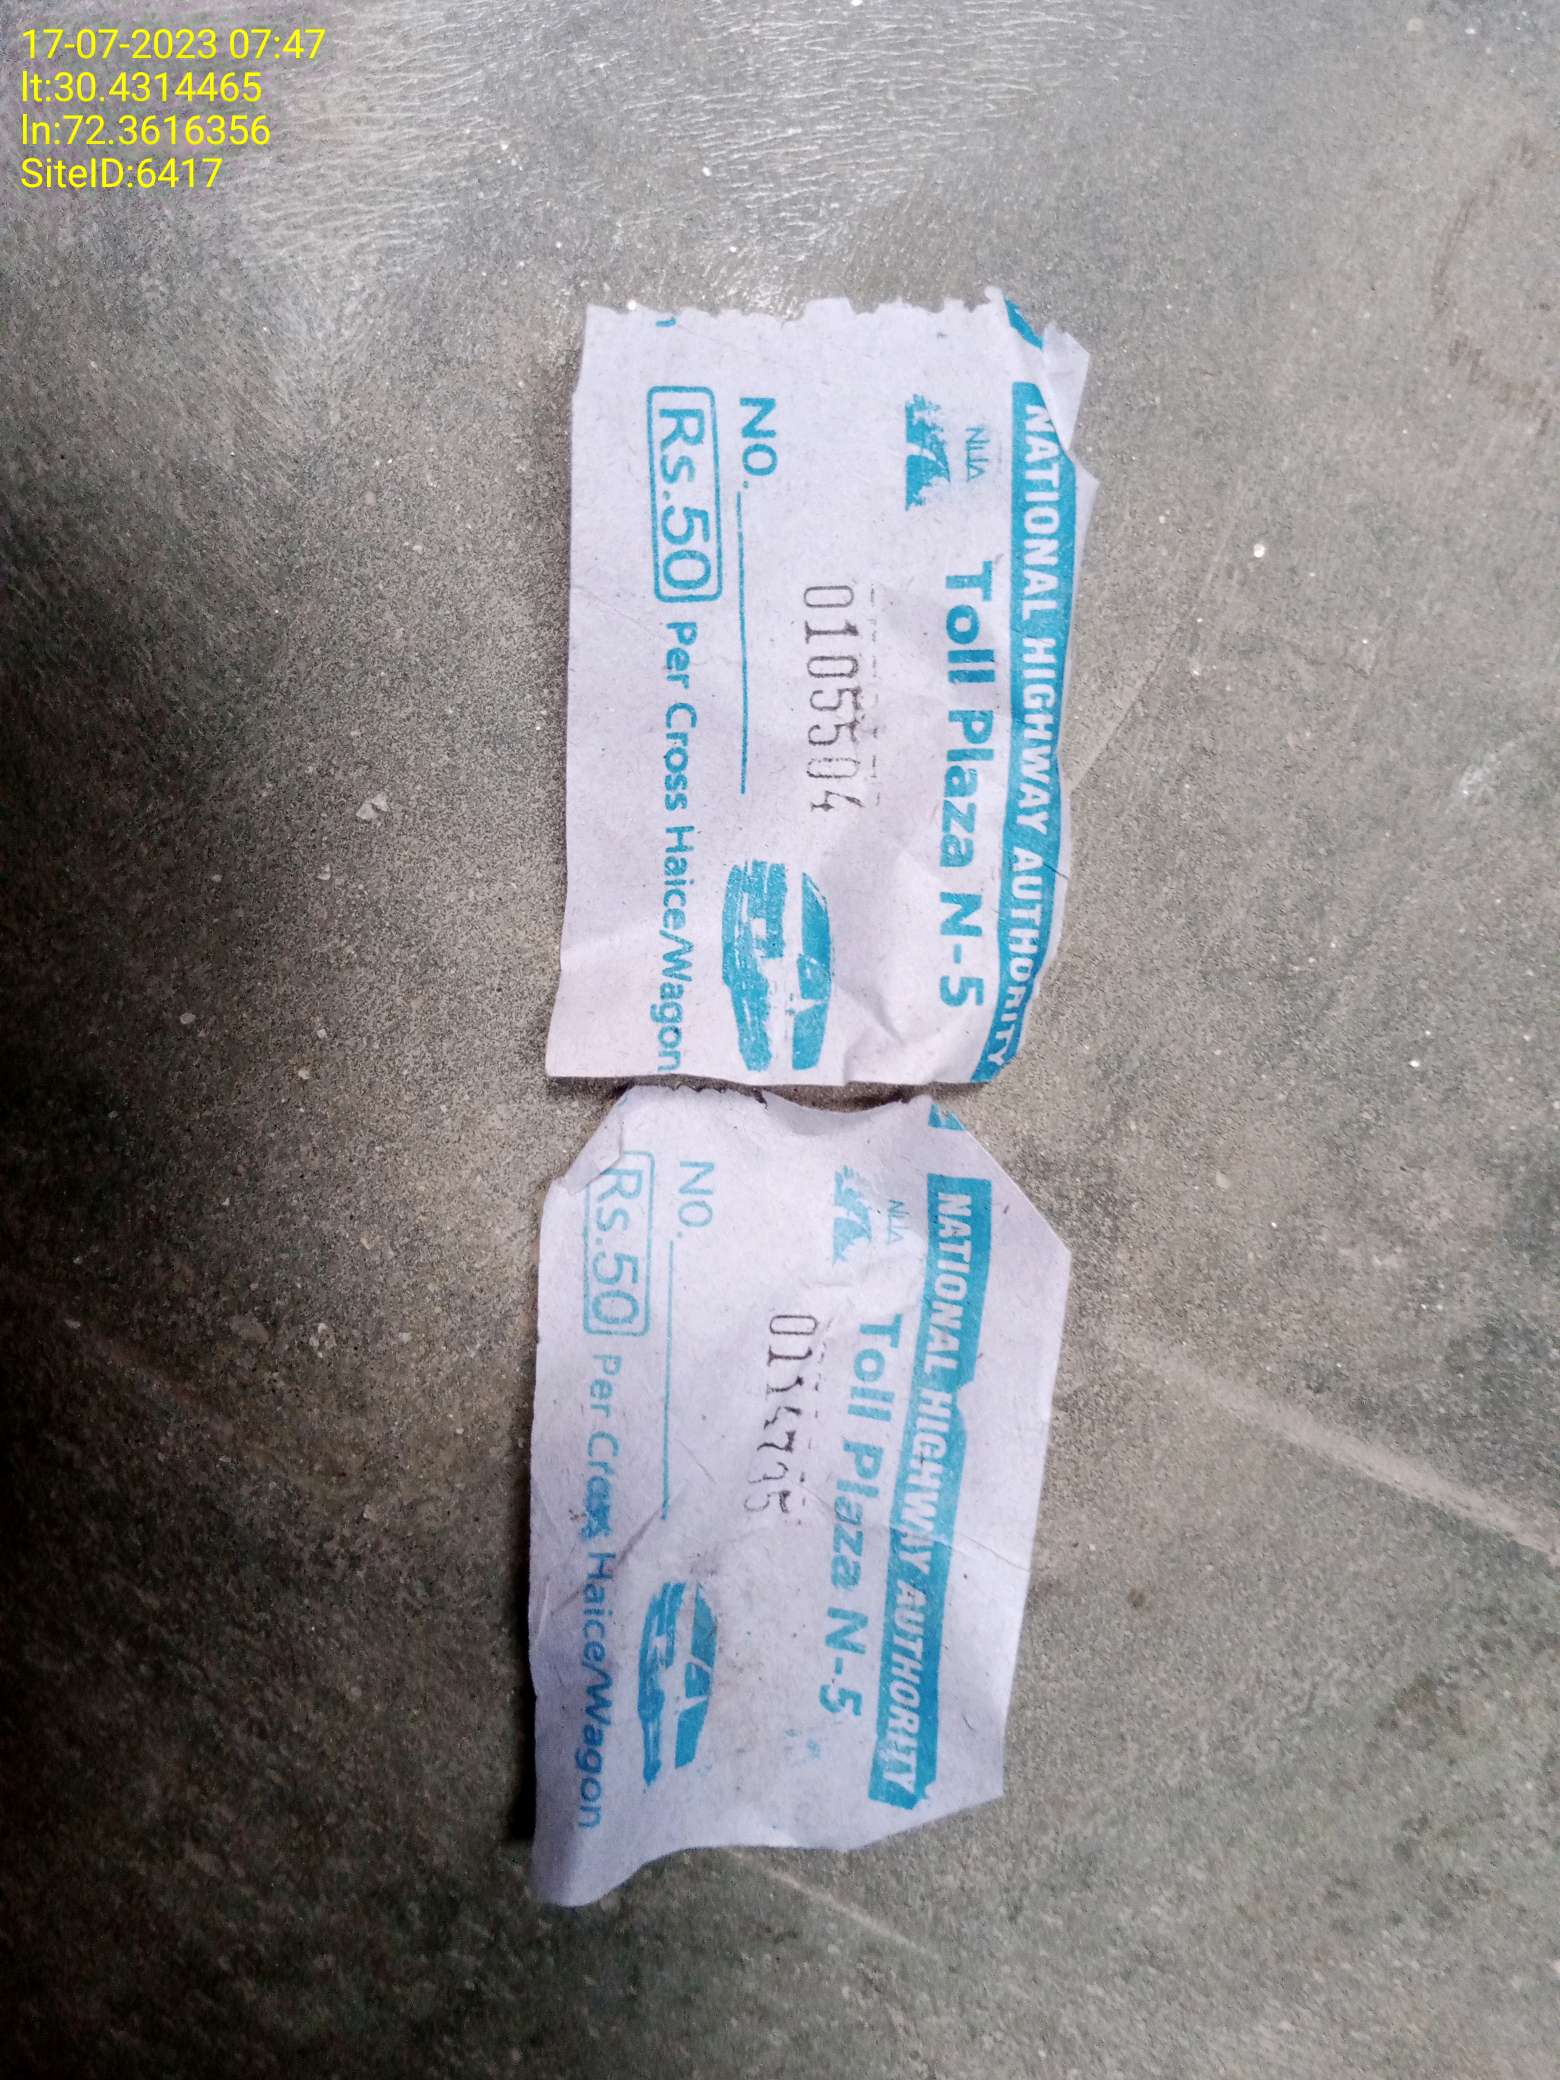 17-07-2023 07:47
lt:30.4314465
ln:72.3616356
SiteID:6417
NATIONAL HIGHWAY AUTHORITY
NHA
Toll Plaza N-5
0105504
NO.
Rs.50 Per Cross Haice/Wagon
NATIONAL HIGHWAY AUTHORITY
NHA
Toll Plaza N-5
NO.
Rs.50 Per Cross Haice/Wagon